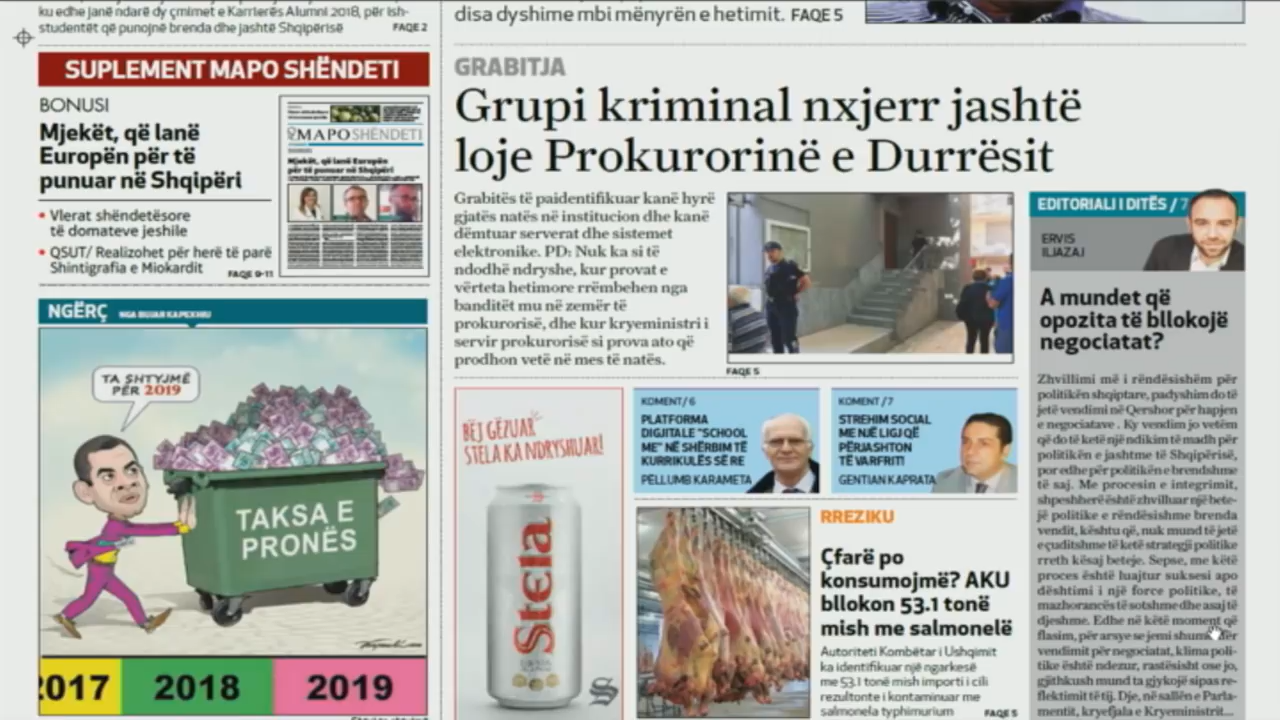 ku edhe janë ndarë dy çmimet e Karrierës Alumni 2018, për ish-
studentët që punojnë brenda dhe jashtë Shqipërisë
FAQE 2
SUPLEMENT MAPO SHËNDETI
BONUSI
Mjekët, që lanë
Europën për të
punuar në Shqipëri
• Vlerat shëndetësore
të domateve jeshile
• QSUT/ Realizohet për herë të parë
Shintigrafia e Miokardit
FAQE 9-11
MAPO SHËNDETI
Mjekët, që lanë Europën
për të punuar në Shqipëri
NGËRÇ
NGA BUJAR KAPEXHIU
TA SHTYJMË
PËR 2019
TAKSA E
PRONËS
2017
2018
2019
disa dyshime mbi mënyrën e hetimit. FAQE 5
GRABITJA
Grupi kriminal nxjerr jashtë
loje Prokurorinë e Durrësit
Grabitës të paidentifikuar kanë hyrë
gjatës natës në institucion dhe kanë
dëmtuar serverat dhe sistemet
elektronike. PD: Nuk ka si të
ndodhë ndryshe, kur provat e
vërteta hetimore rrëmbehen nga
banditët mu në zemër të
prokurorisë, dhe kur kryeministri i
servir prokurorisë si prova ato që
prodhon vetë në mes të natës.
FAQE 5
BËJ GËZUAR
STELA KA NDRYSHUAR!
Stela
S
KOMENT/ 6
PLATFORMA
DIGJITALE "SCHOOL
ME" NË SHËRBIM TË
KURRIKULËS SË RE
PËLLUMB KARAMETA
KOMENT/ 7
STREHIM SOCIAL
ME NJË LIGJ QË
PËRJASHTON
TË VARFRIT!
GENTIAN KAPRATA
RREZIKU
Çfarë po
konsumojmë? AKU
bllokon 53.1 tonë
mish me salmonelë
Autoriteti Kombëtar i Ushqimit
ka identifikuar një ngarkesë
me 53.1 tonë mish importi i cili
rezultonte i kontaminuar me
salmonela typhimurium
FAQE 5
EDITORIALI I DITËS / 7
ERVIS
ILIAZAJ
A mundet që
opozita të bllokojë
negociatat?
Zhvillimi më i rëndësishëm për
politikën shqiptare, padyshim do të
jetë vendimi në Qershor për hapjen
e negociatave . Ky vendim jo vetëm
që do të ketë një ndikim të madh për
politikën e jashtme të Shqipërisë,
por edhe për politikën e brendshme
të saj. Me procesin e integrimit,
shpeshherë është zhvilluar një bete-
jë politike e rëndësishme brenda
vendit, kështu që, nuk mund të jetë
e çuditshme të ketë strategji politike
rreth kësaj beteje. Sepse, me këtë
proces është luajtur suksesi apo
dështimi i një force politike, të
mazhorancës të sotshme dhe asaj të
djeshme. Edhe në këtë moment që
flasim, për arsye se jemi shumë afër
vendimit për negociatat, klima poli-
tike është ndezur, rastësisht ose jo,
gjithkush mund ta gjykojë sipas re-
flektimit të tij. Dje, në sallën e Parla-
mentit, kryefjala e Kryeministrit...